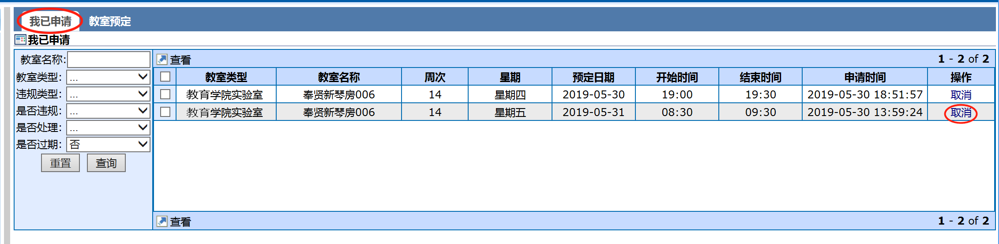 我已申请 教室预定
我已申请
教室名称:
教室类型: ...
违规类型: ...
是否违规: ...
是否处理: ...
是否过期: 否
重置 查询
查看 1 - 2 of 2
教室类型 教室名称 周次 星期 预定日期 开始时间 结束时间 申请时间 操作
教育学院实验室 奉贤新琴房006 14 星期四 2019-05-30 19:00 19:30 2019-05-30 18:51:57 取消
教育学院实验室 奉贤新琴房006 14 星期五 2019-05-31 08:30 09:30 2019-05-30 13:59:24 取消
查看 1 - 2 of 2